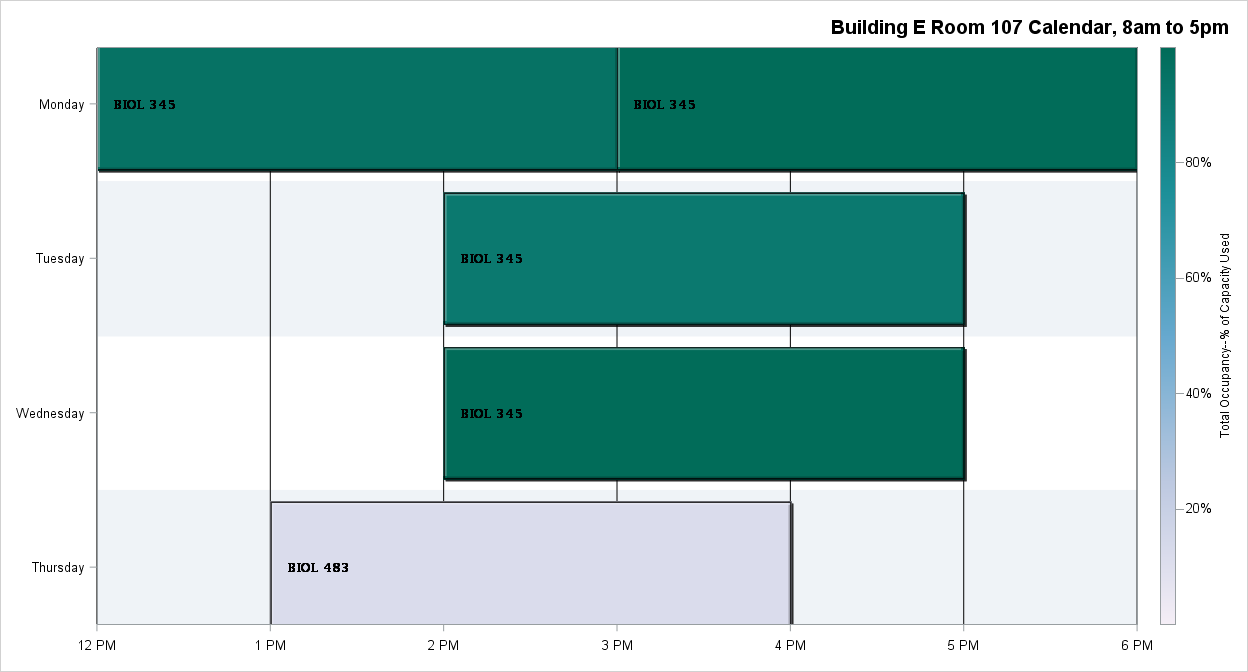 Building E Room 107 Calendar, 8am to 5pm
Monday
BIOL 345
BIOL 345
80%
Tuesday
BIOL 345
60%
Total Occupancy--% of Capacity Used
40%
Wednesday
BIOL 345
20%
Thursday
BIOL 483
12 PM
1 PM
2 PM
3 PM
4 PM
5 PM
6 PM